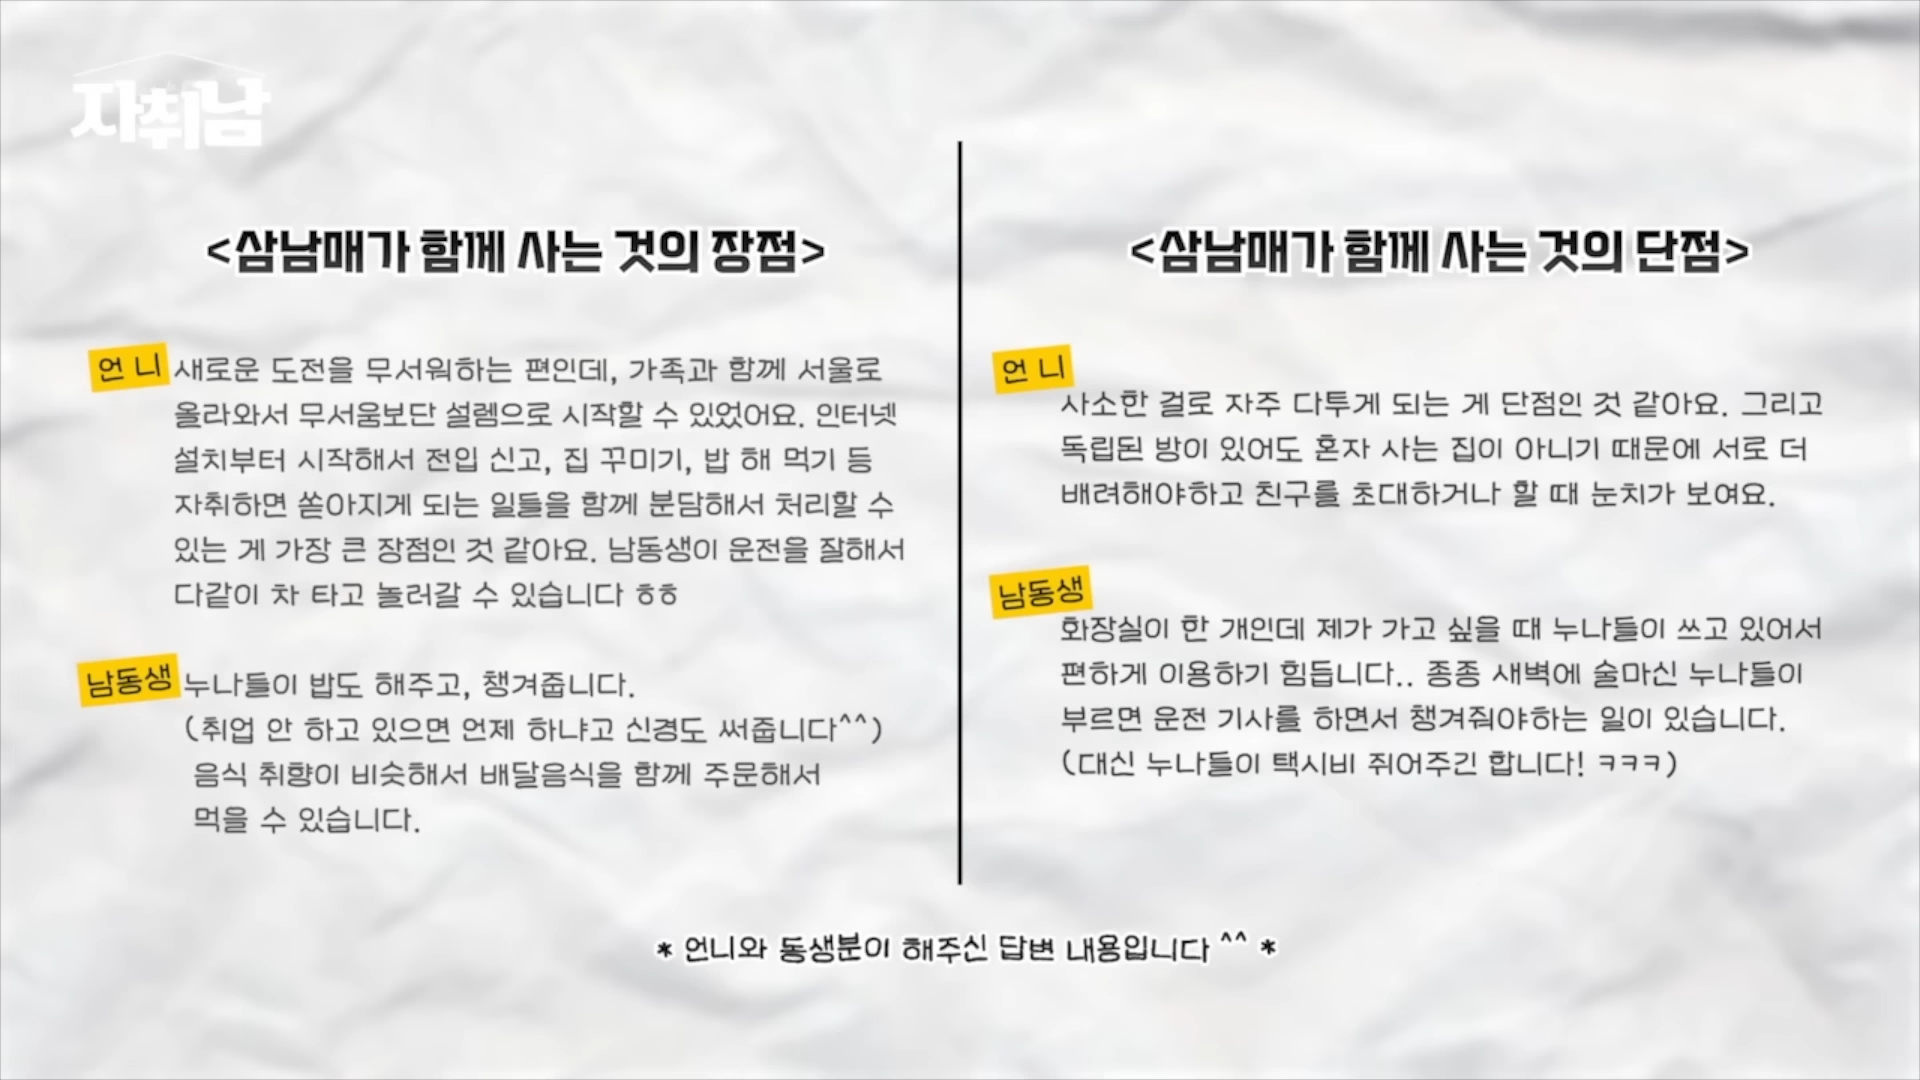 자취남
<삼남매가 함께 사는 것의 장점>
언 니
새로운 도전을 무서워하는 편인데, 가족과 함께 서울로
올라와서 무서움보단 설렘으로 시작할 수 있었어요. 인터넷
설치부터 시작해서 전입 신고, 집 꾸미기, 밥 해 먹기 등
자취하면 쏟아지게 되는 일들을 함께 분담해서 처리할 수
있는 게 가장 큰 장점인 것 같아요. 남동생이 운전을 잘해서
다같이 차 타고 놀러갈 수 있습니다 ㅎㅎ
남동생
누나들이 밥도 해주고, 챙겨줍니다.
(취업 안 하고 있으면 언제 하냐고 신경도 써줍니다^^)
음식 취향이 비슷해서 배달음식을 함께 주문해서
먹을 수 있습니다.
<삼남매가 함께 사는 것의 단점>
언 니
사소한 걸로 자주 다투게 되는 게 단점인 것 같아요. 그리고
독립된 방이 있어도 혼자 사는 집이 아니기 때문에 서로 더
배려해야하고 친구를 초대하거나 할 때 눈치가 보여요.
남동생
화장실이 한 개인데 제가 가고 싶을 때 누나들이 쓰고 있어서
편하게 이용하기 힘듭니다.. 종종 새벽에 술마신 누나들이
부르면 운전 기사를 하면서 챙겨줘야하는 일이 있습니다.
(대신 누나들이 택시비 쥐어주긴 합니다! ㅋㅋㅋ)
* 언니와 동생분이 해주신 답변 내용입니다 ^^ *